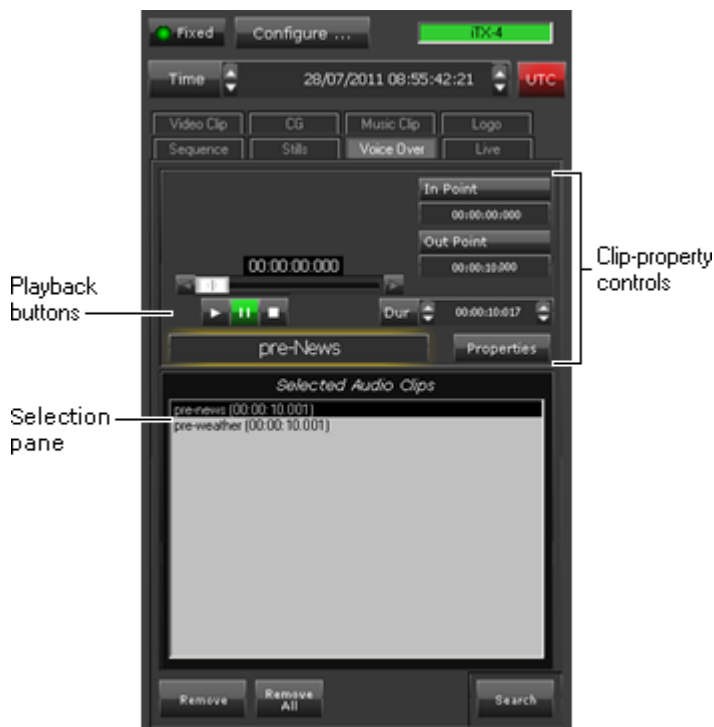 Fixed Configure ... iTX-4
Time 28/07/2011 08:55:42:21 UTC
Video Clip CG Music Clip Logo
Sequence Stills Voice Over Live
In Point
00:00:00:000
Out Point
00:00:00:000 00:00:10:000
Dur 00:00:10:017
pre-News Properties
Clip-property
controls
Playback
buttons
Selected Audio Clips
pre-news (00:00:10.001)
pre-weather (00:00:10.001)
Selection
pane
Remove Remove All Search